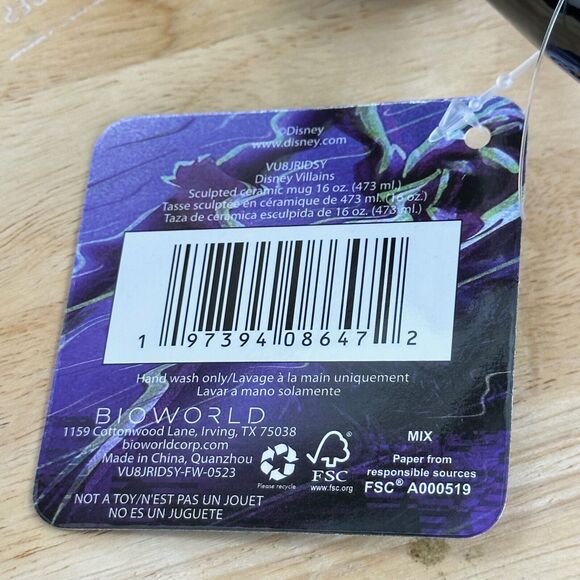 ©Disney
www.disney.com
VU8JRIDSY
Disney Villains
Sculpted ceramic mug 16 oz. (473 ml.)
Tasse sculptée en céramique de 473 ml. (16 oz.)
Taza de cerámica esculpida de 16 oz. (473 ml.)
1 97394 08647 2
Hand wash only/Lavage à la main uniquement
Lavar a mano solamente
BIOWORLD
1159 Cottonwood Lane, Irving, TX 75038
bioworldcorp.com
Made in China, Quanzhou
VU8JRIDSY-FW-0523
Please recycle
FSC
www.fsc.org
MIX
Paper from
responsible sources
FSC® A000519
NOT A TOY/N'EST PAS UN JOUET
NO ES UN JUGUETE